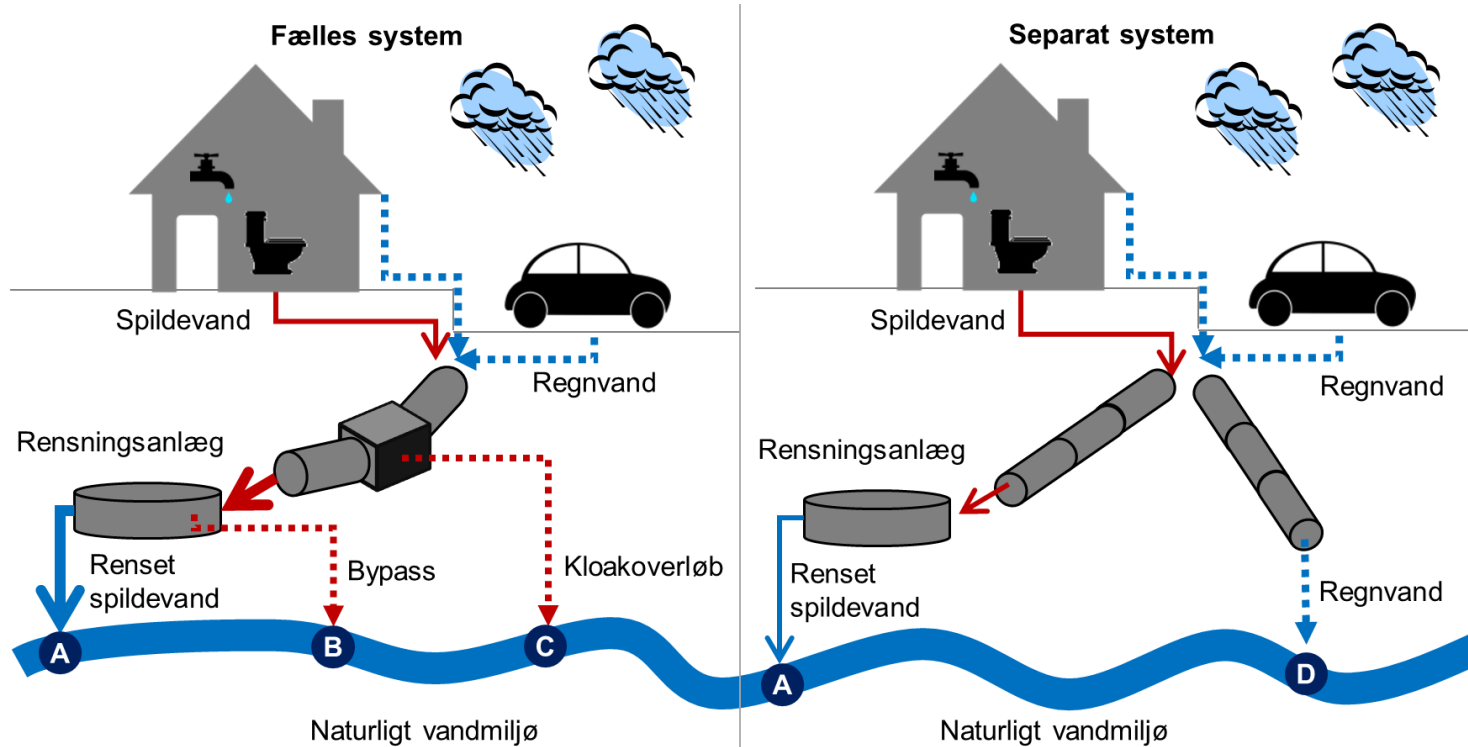 Fælles system
Spildevand
Regnvand
Rensningsanlæg
Renset
spildevand
Bypass
Kloakoverløb
A
B
C
Naturligt vandmiljø
Separat system
Spildevand
Regnvand
Rensningsanlæg
Renset
spildevand
Regnvand
A
D
Naturligt vandmiljø